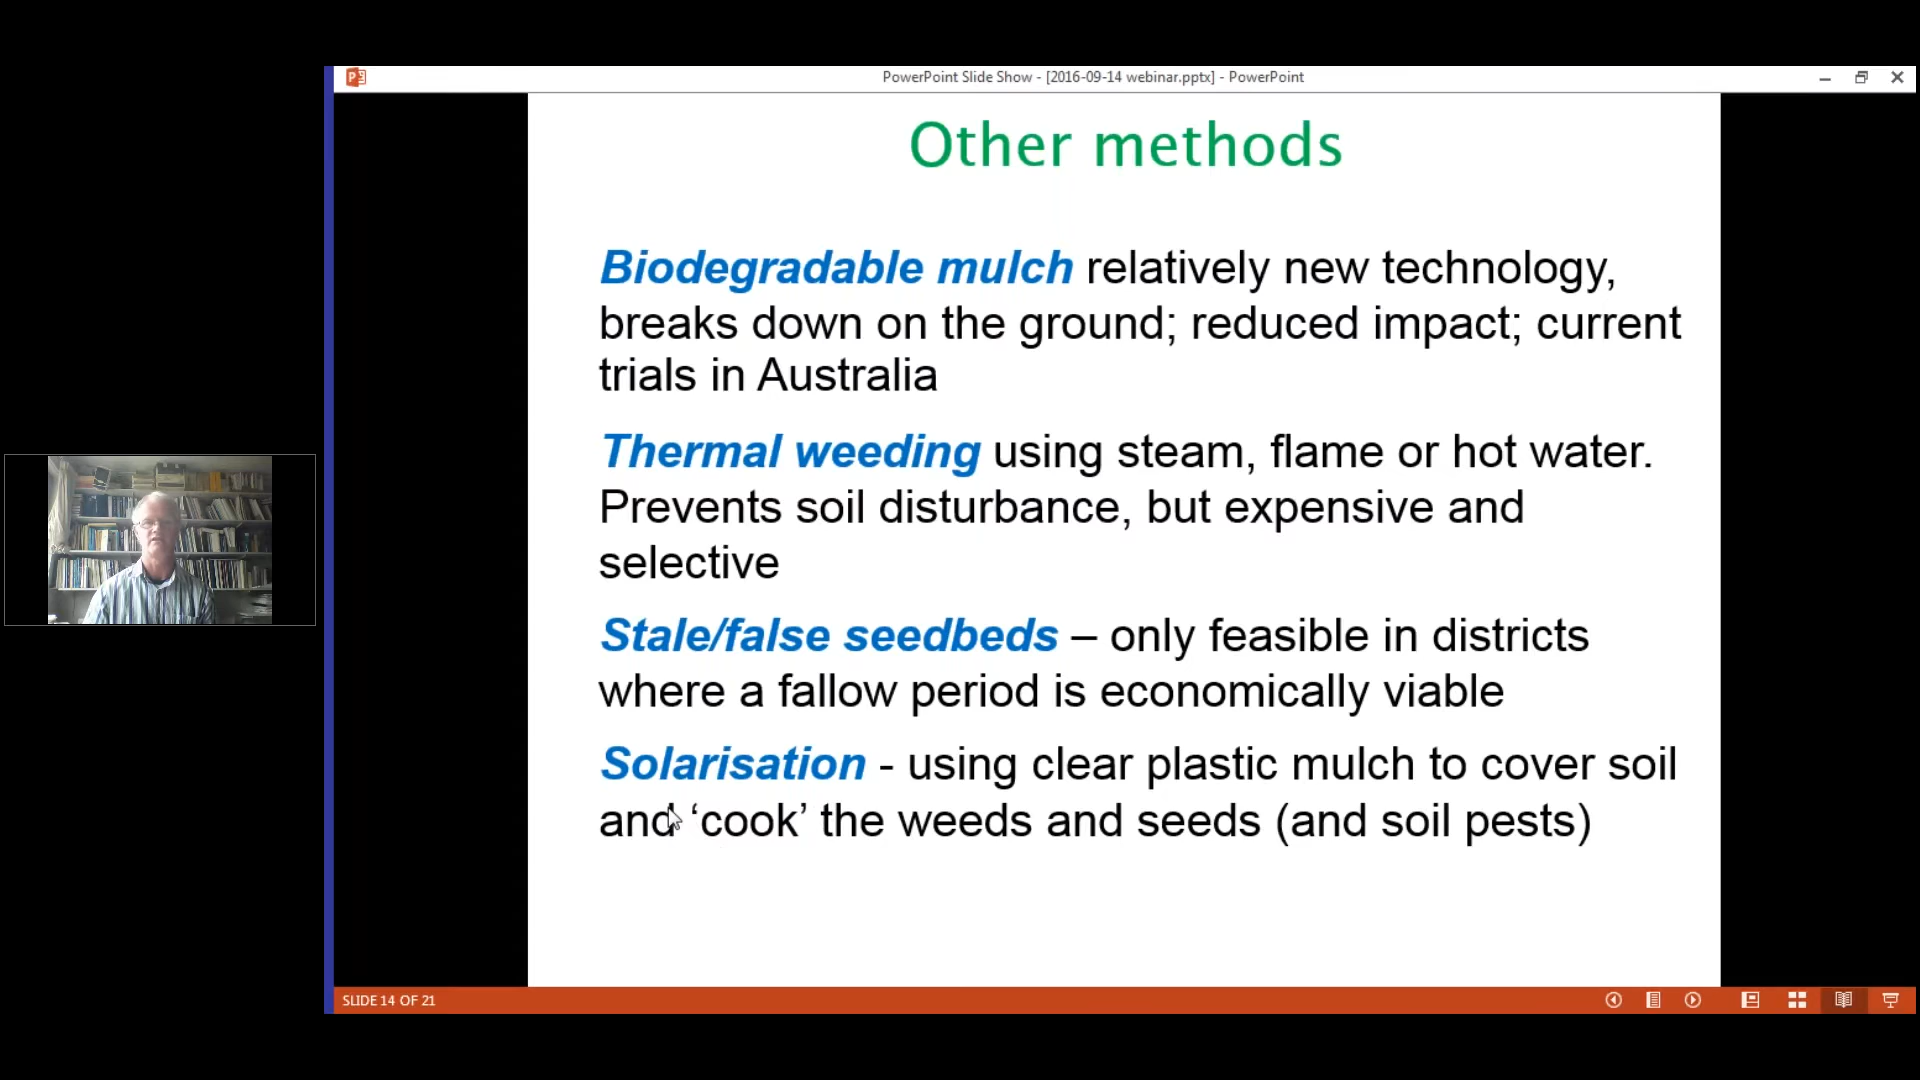 PowerPoint Slide Show - [2016-09-14 webinar.pptx] - PowerPoint
Other methods
Biodegradable mulch relatively new technology,
breaks down on the ground; reduced impact; current
trials in Australia
Thermal weeding using steam, flame or hot water.
Prevents soil disturbance, but expensive and
selective
Stale/false seedbeds – only feasible in districts
where a fallow period is economically viable
Solarisation - using clear plastic mulch to cover soil
and ‘cook’ the weeds and seeds (and soil pests)
SLIDE 14 OF 21